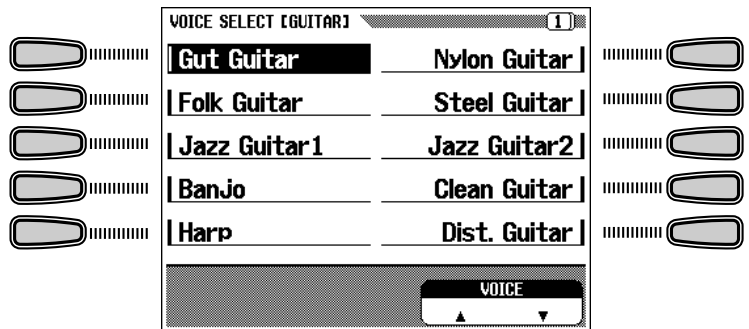 VOICE SELECT [GUITAR] 1
Gut Guitar Nylon Guitar
Folk Guitar Steel Guitar
Jazz Guitar1 Jazz Guitar2
Banjo Clean Guitar
Harp Dist. Guitar
VOICE
▲ ▼